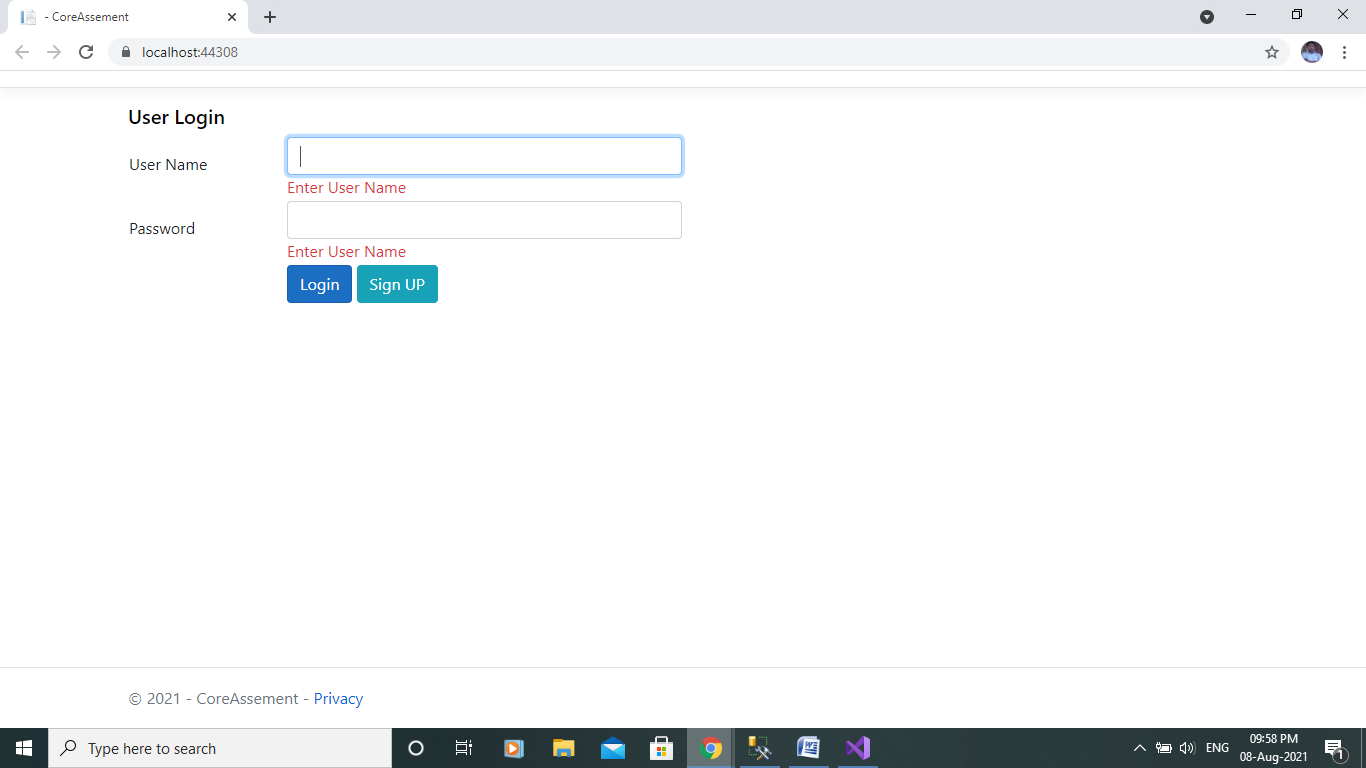 - CoreAssement
localhost:44308
User Login
User Name
Enter User Name
Password
Enter User Name
Login Sign UP
© 2021 - CoreAssement - Privacy
Type here to search
ENG
09:58 PM
08-Aug-2021
1